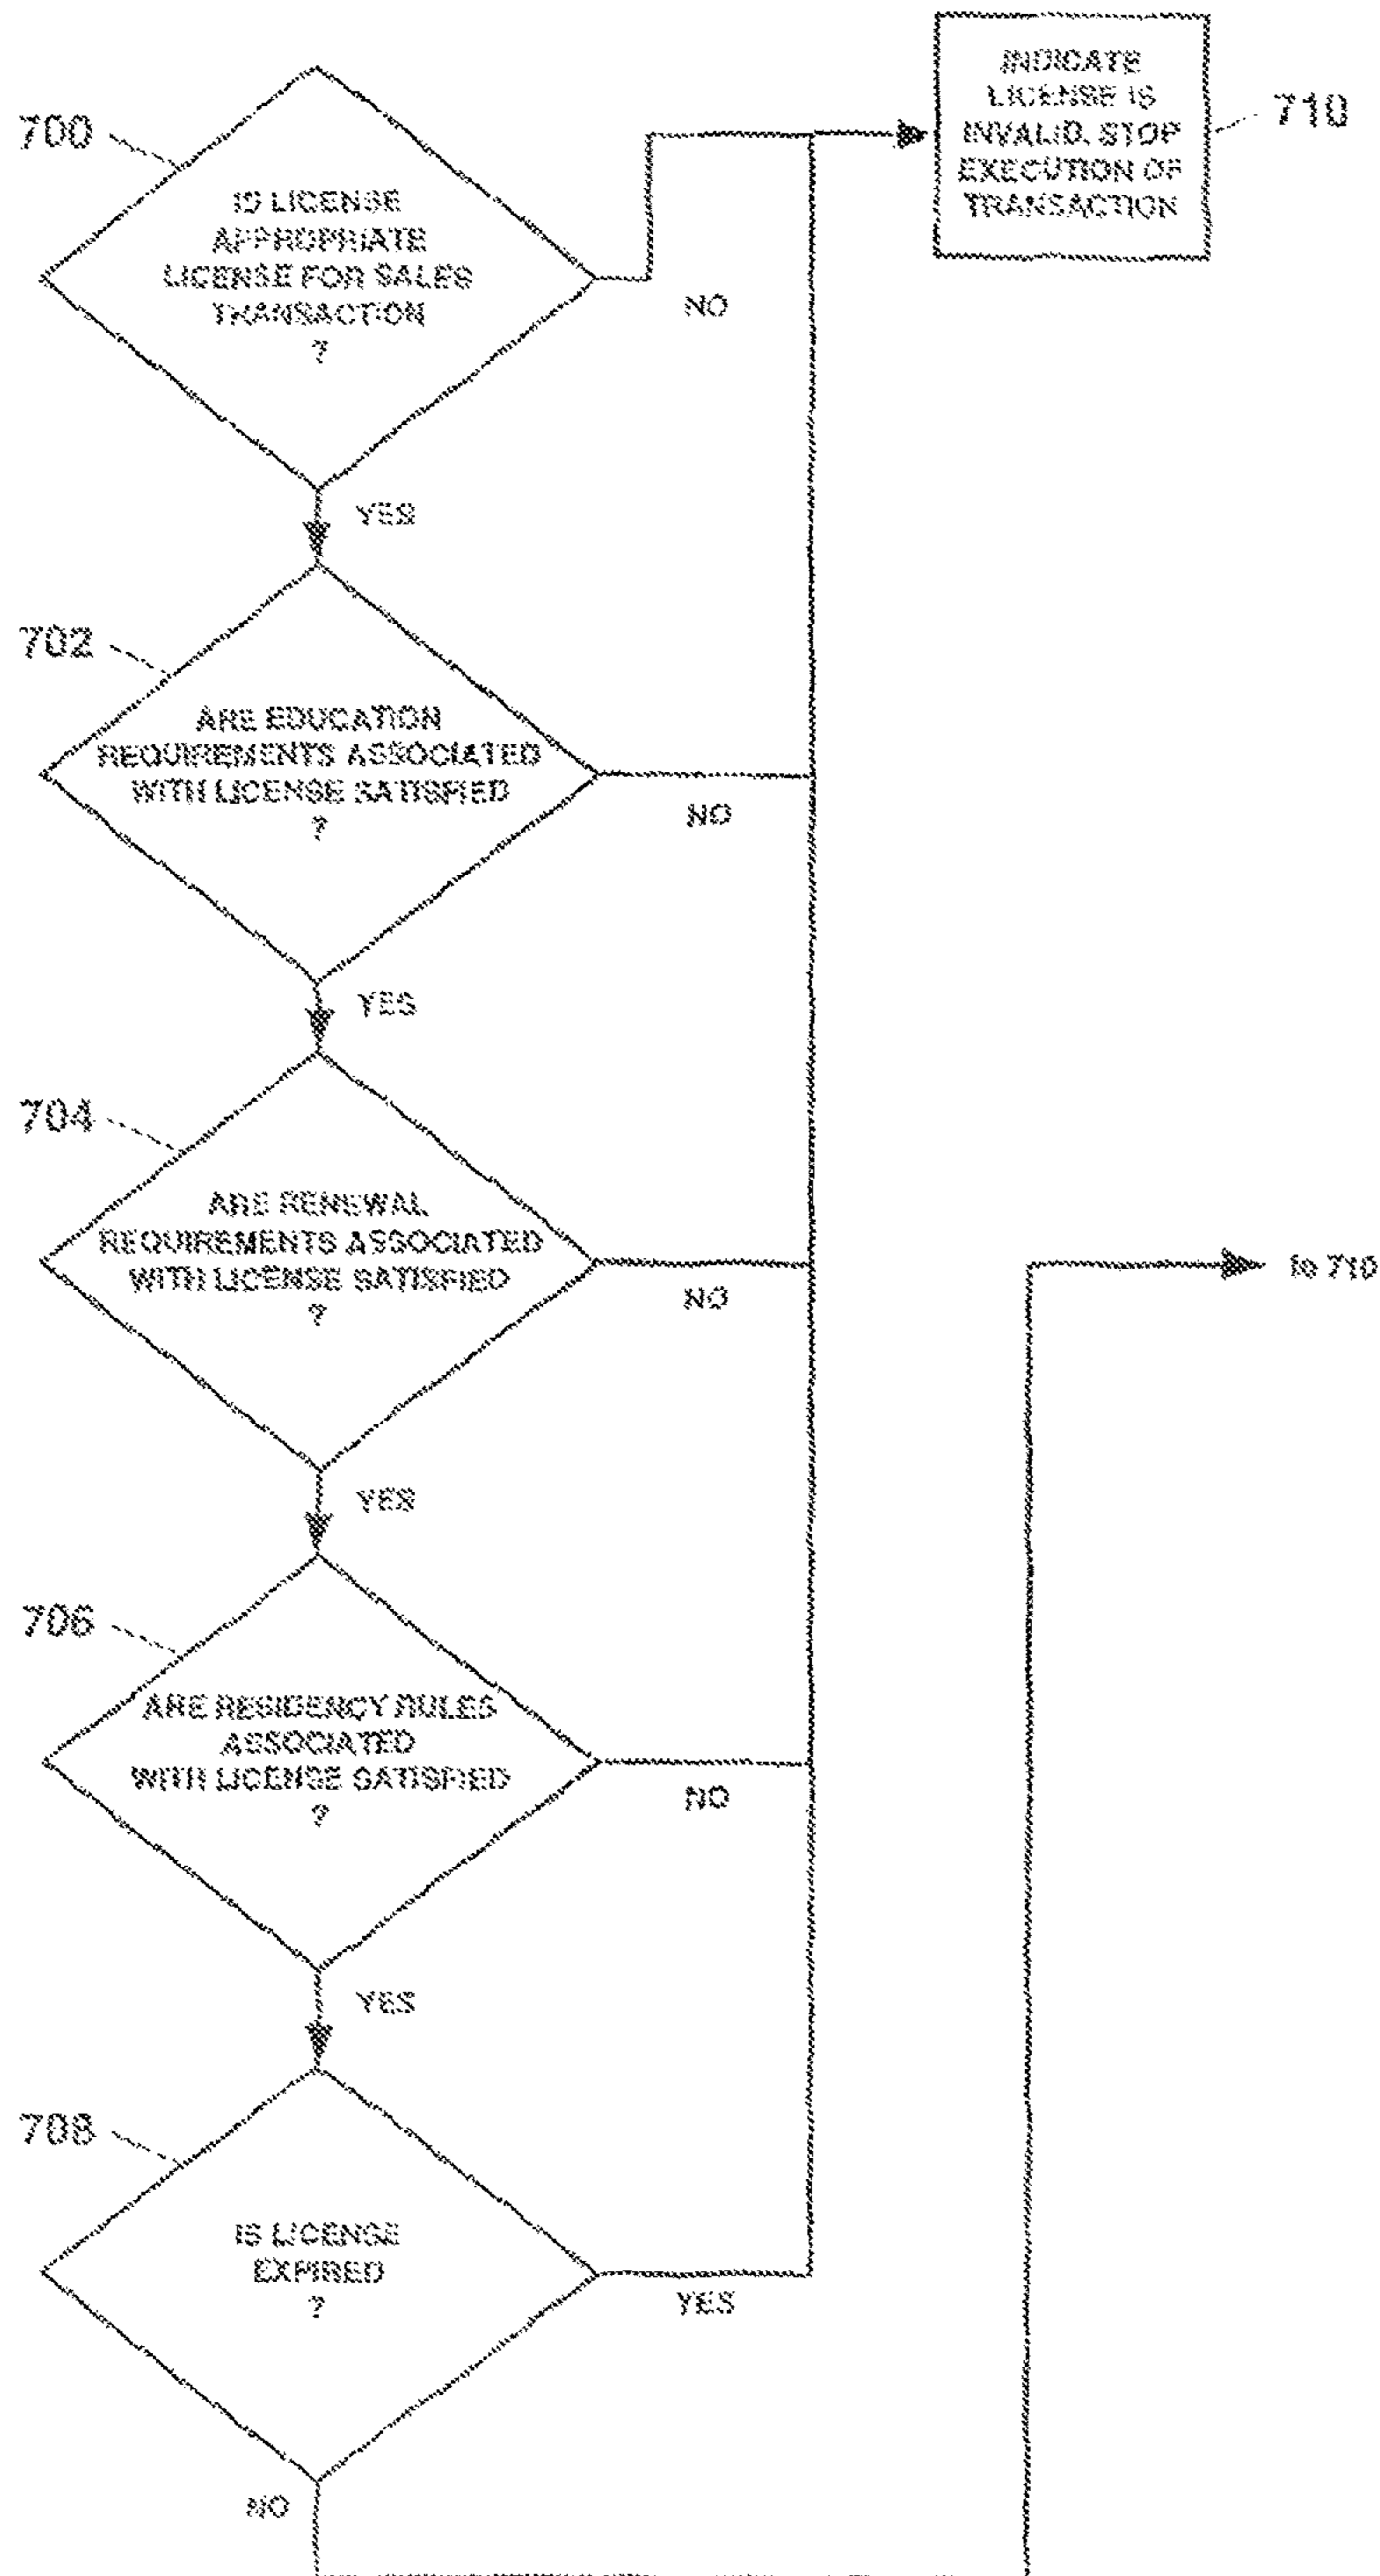 700
IS LICENSE
APPROPRIATE
LICENSE FOR SALES
TRANSACTION
?
NO
INDICATE
LICENSE IS
INVALID. STOP
EXECUTION OF
TRANSACTION
710
YES
702
ARE EDUCATION
REQUIREMENTS ASSOCIATED
WITH LICENSE SATISFIED
?
NO
YES
704
ARE RENEWAL
REQUIREMENTS ASSOCIATED
WITH LICENSE SATISFIED
?
NO
to 710
YES
706
ARE RESIDENCY RULES
ASSOCIATED
WITH LICENSE SATISFIED
?
NO
YES
708
IS LICENSE
EXPIRED
?
YES
NO